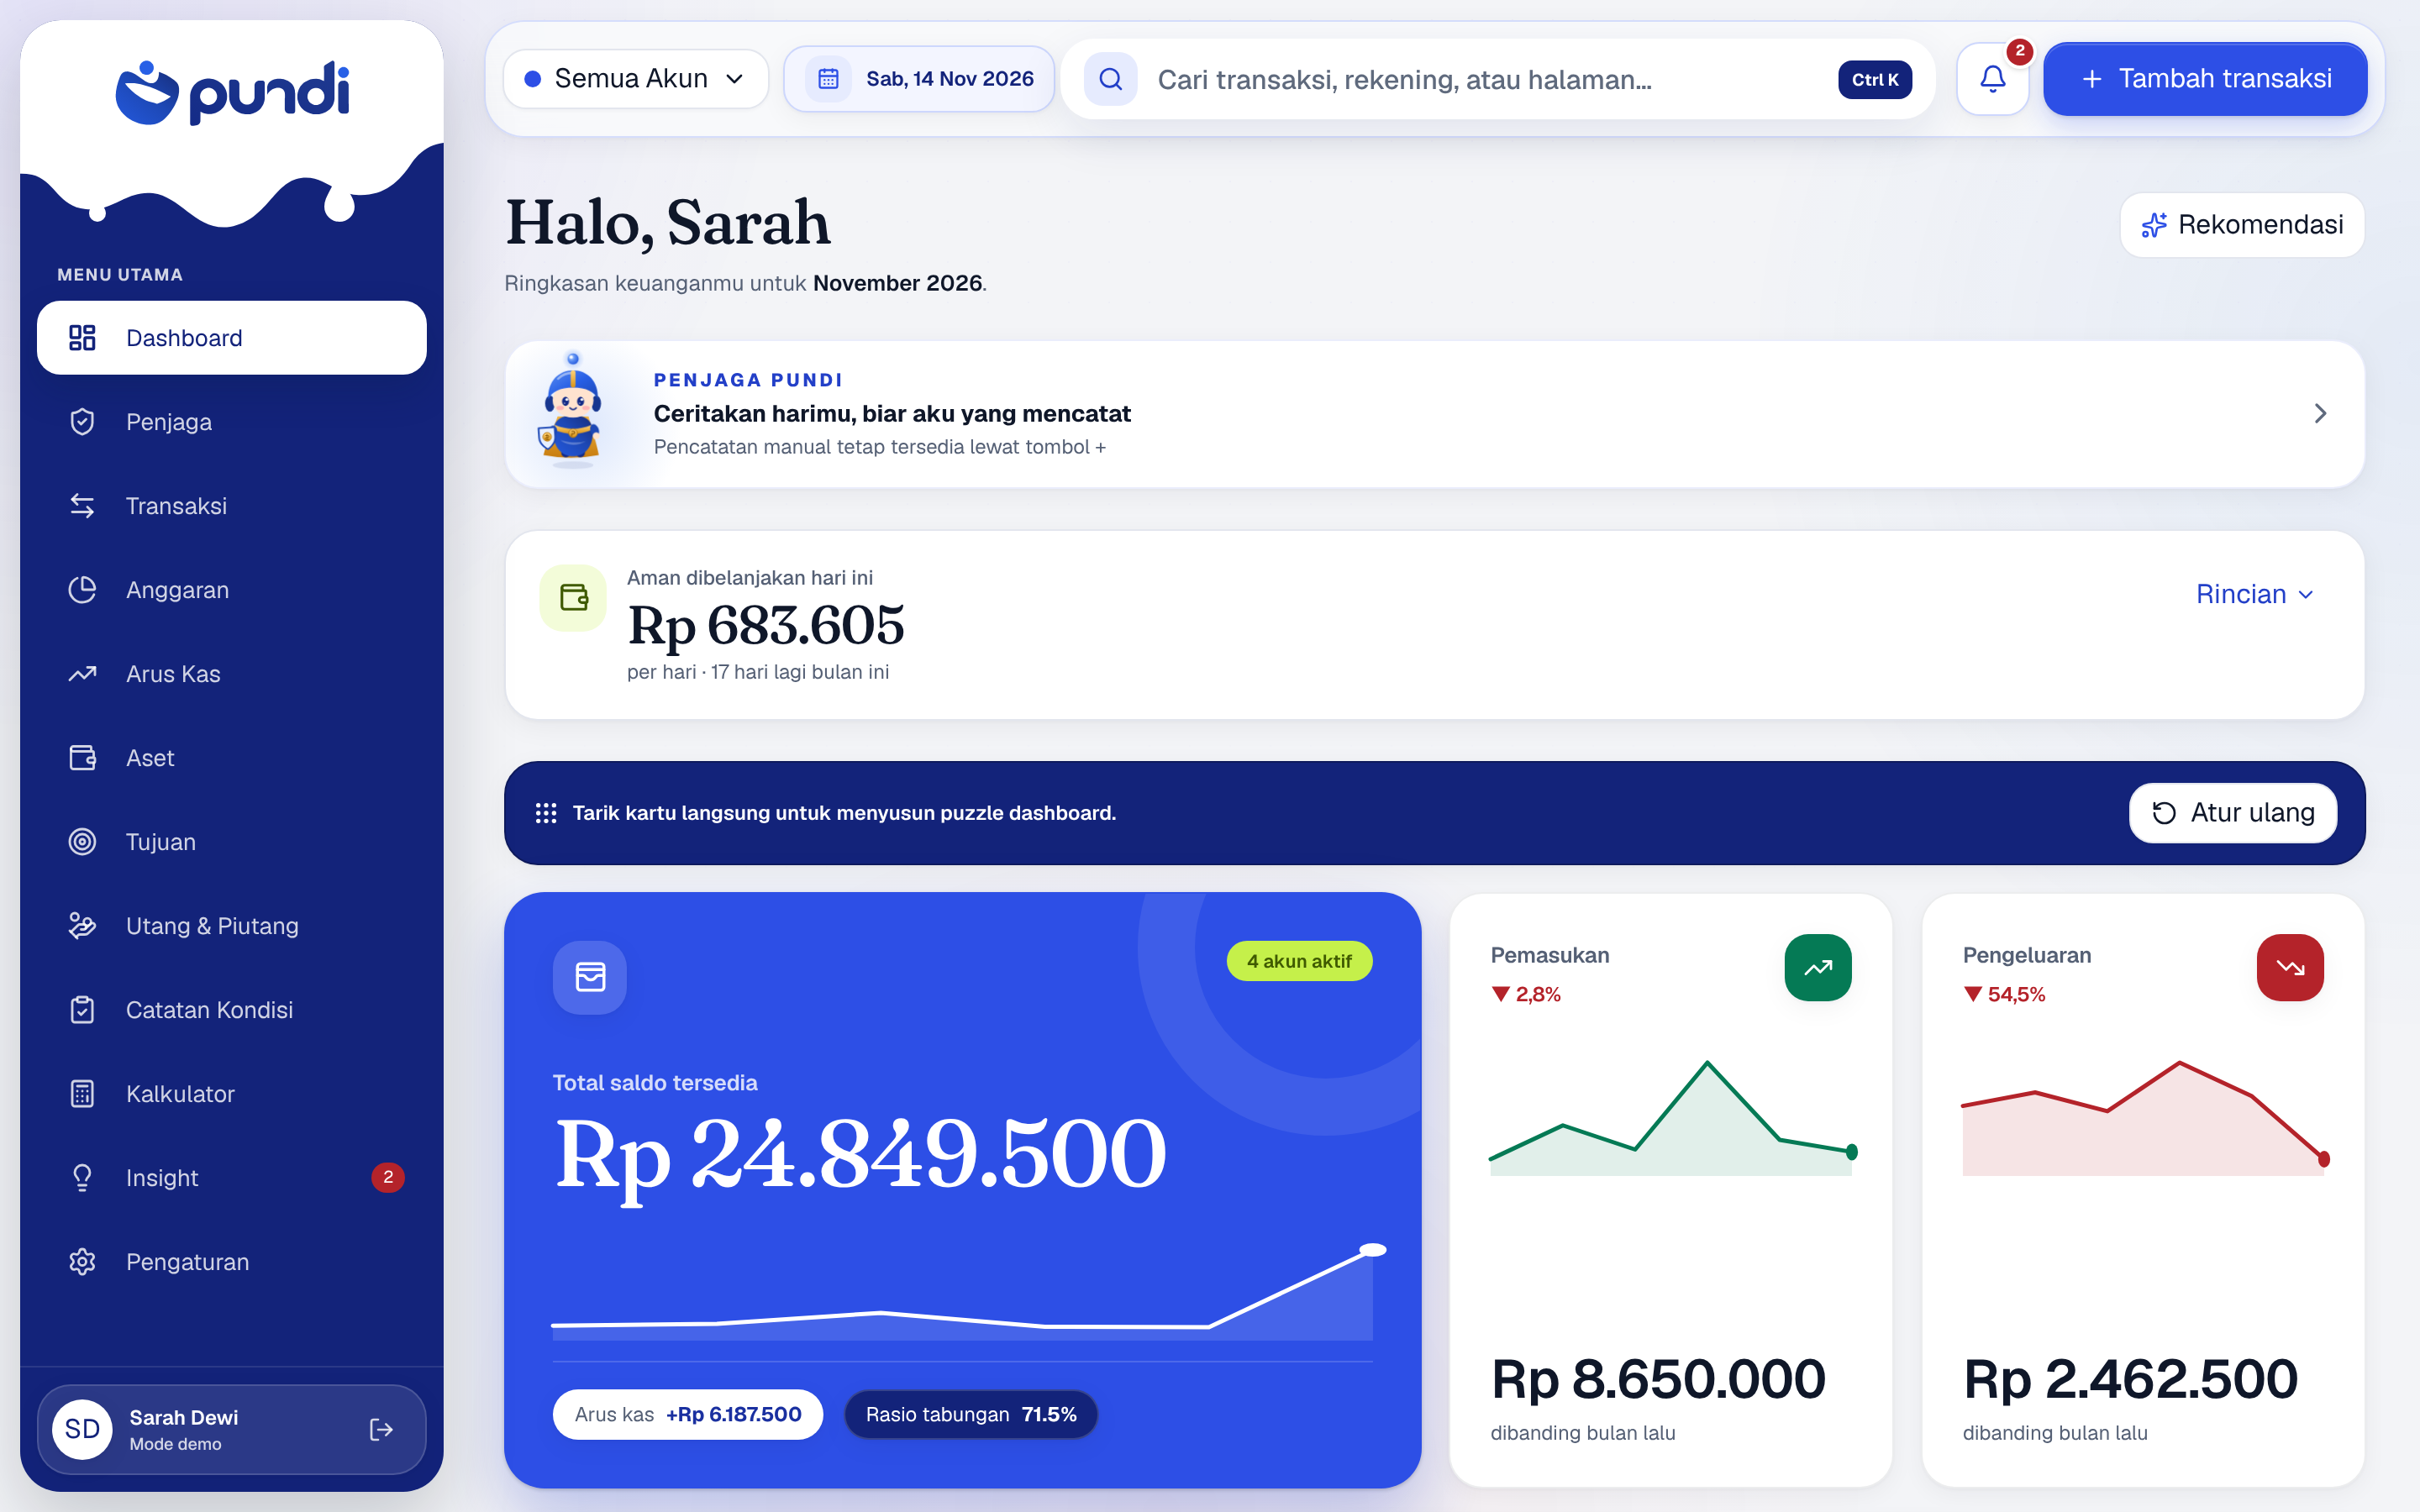 pundi
MENU UTAMA
Dashboard
Penjaga
Transaksi
Anggaran
Arus Kas
Aset
Tujuan
Utang & Piutang
Catatan Kondisi
Kalkulator
Insight 2
Pengaturan
SD
Sarah Dewi
Mode demo
Semua Akun
Sab, 14 Nov 2026
Cari transaksi, rekening, atau halaman...
Ctrl K
2
+ Tambah transaksi
Halo, Sarah
Ringkasan keuanganmu untuk November 2026.
Rekomendasi
PENJAGA PUNDI
Ceritakan harimu, biar aku yang mencatat
Pencatatan manual tetap tersedia lewat tombol +
Aman dibelanjakan hari ini
Rp 683.605
per hari · 17 hari lagi bulan ini
Rincian
Tarik kartu langsung untuk menyusun puzzle dashboard.
Atur ulang
4 akun aktif
Total saldo tersedia
Rp 24.849.500
Arus kas +Rp 6.187.500
Rasio tabungan 71.5%
Pemasukan
▼ 2,8%
Rp 8.650.000
dibanding bulan lalu
Pengeluaran
▼ 54,5%
Rp 2.462.500
dibanding bulan lalu